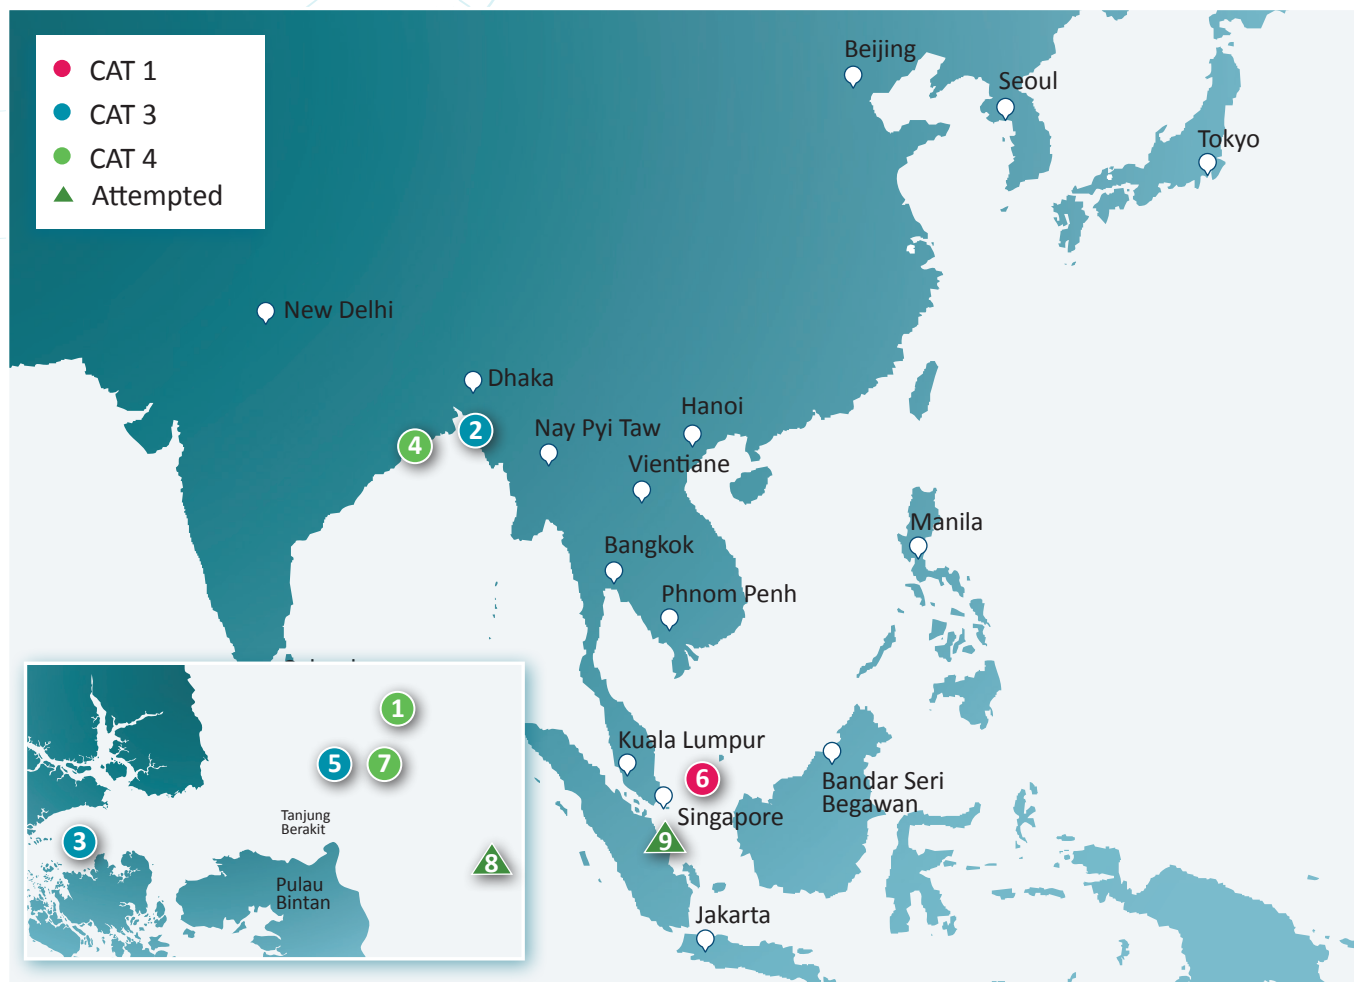 CAT 1
CAT 3
CAT 4
Attempted
Beijing
Seoul
Tokyo
New Delhi
Dhaka
Hanoi
2
4
Nay Pyi Taw
Vientiane
Manila
Bangkok
Phnom Penh
1
5
7
Kuala Lumpur
6
Bandar Seri
Begawan
Singapore
9
Tanjung
Berakit
3
8
Pulau
Bintan
Jakarta